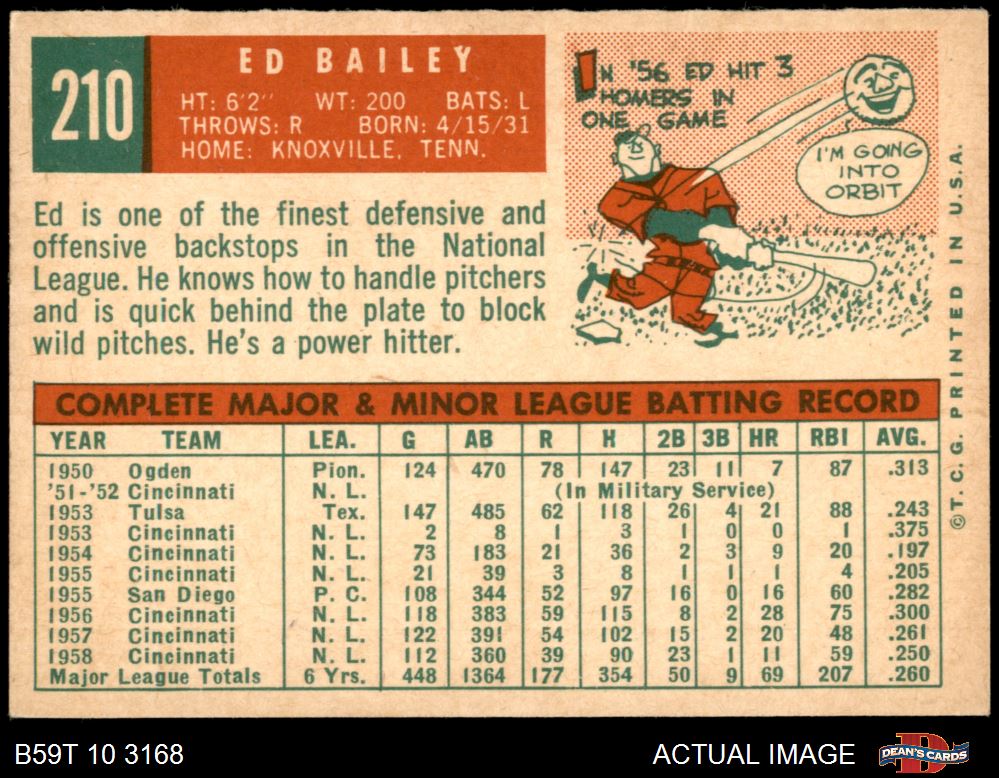 210
ED BAILEY
HT: 6'2" WT: 200 BATS: L
THROWS: R BORN: 4/15/31
HOME: KNOXVILLE, TENN.
IN '56 ED HIT 3
HOMERS IN
ONE GAME
I'M GOING
INTO
ORBIT
Ed is one of the finest defensive and
offensive backstops in the National
League. He knows how to handle pitchers
and is quick behind the plate to block
wild pitches. He's a power hitter.
COMPLETE MAJOR & MINOR LEAGUE BATTING RECORD
YEAR TEAM LEA. G AB R H 2B 3B HR RBI AVG.
1950 Ogden Pion. 124 470 78 147 23 11 7 87 .313
'51-'52 Cincinnati N. L. (In Military Service)
1953 Tulsa Tex. 147 485 62 118 26 4 21 88 .243
1953 Cincinnati N. L. 2 8 1 3 1 0 0 1 .375
1954 Cincinnati N. L. 73 183 21 36 2 3 9 20 .197
1955 Cincinnati N. L. 21 39 3 8 1 1 1 4 .205
1955 San Diego P. C. 108 344 52 97 16 0 16 60 .282
1956 Cincinnati N. L. 118 383 59 115 8 2 28 75 .300
1957 Cincinnati N. L. 122 391 54 102 15 2 20 48 .261
1958 Cincinnati N. L. 112 360 39 90 23 1 11 59 .250
Major League Totals 6 Yrs. 448 1364 177 354 50 9 69 207 .260
©T. C. G. PRINTED IN U.S.A.
B59T 10 3168
ACTUAL IMAGE
D
DEAN'S CARDS